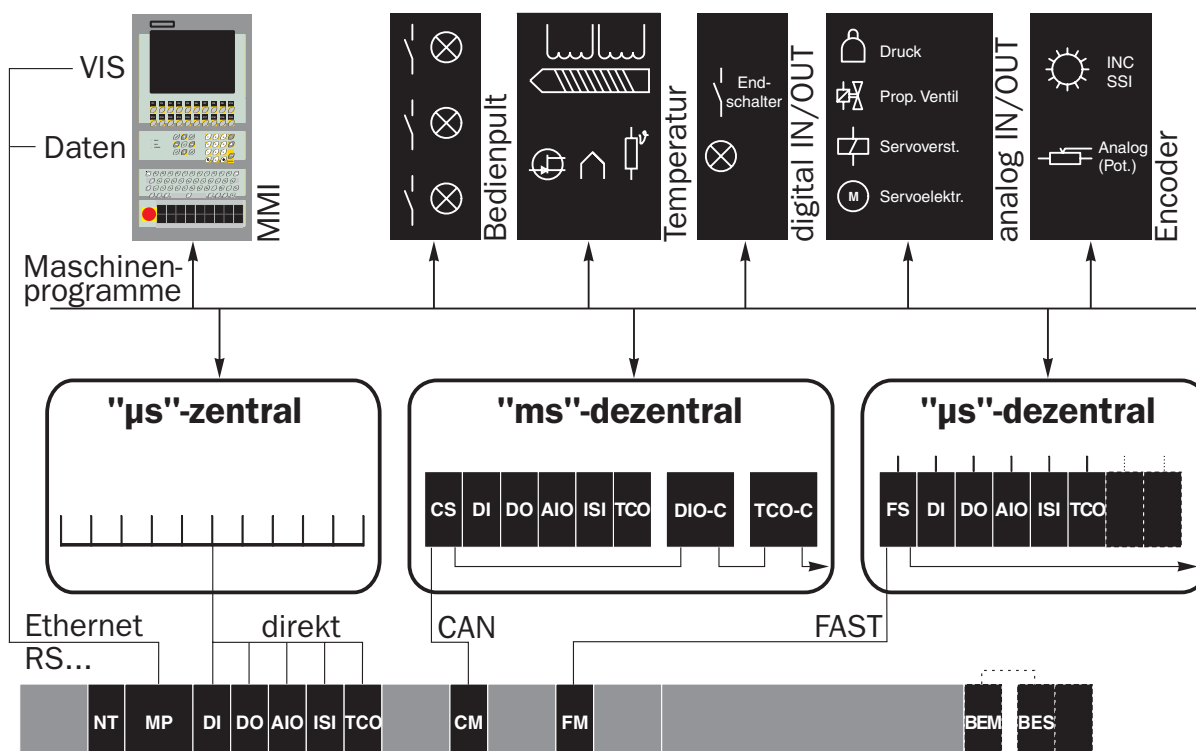 VIS
Daten
MMI
Bedienpult
Temperatur
End-
schalter
digital IN/OUT
Druck
Prop. Ventil
Servoverst.
M
Servoelektr.
analog IN/OUT
INC
SSI
Analog
(Pot.)
Encoder
Maschinen-
programme
"µs"-zentral
"ms"-dezentral
"µs"-dezentral
CS DI DO AIO ISI TCO DIO-C TCO-C
FS DI DO AIO ISI TCO
Ethernet
RS...
direkt
CAN
FAST
NT MP DI DO AIO ISI TCO CM FM BEM BES